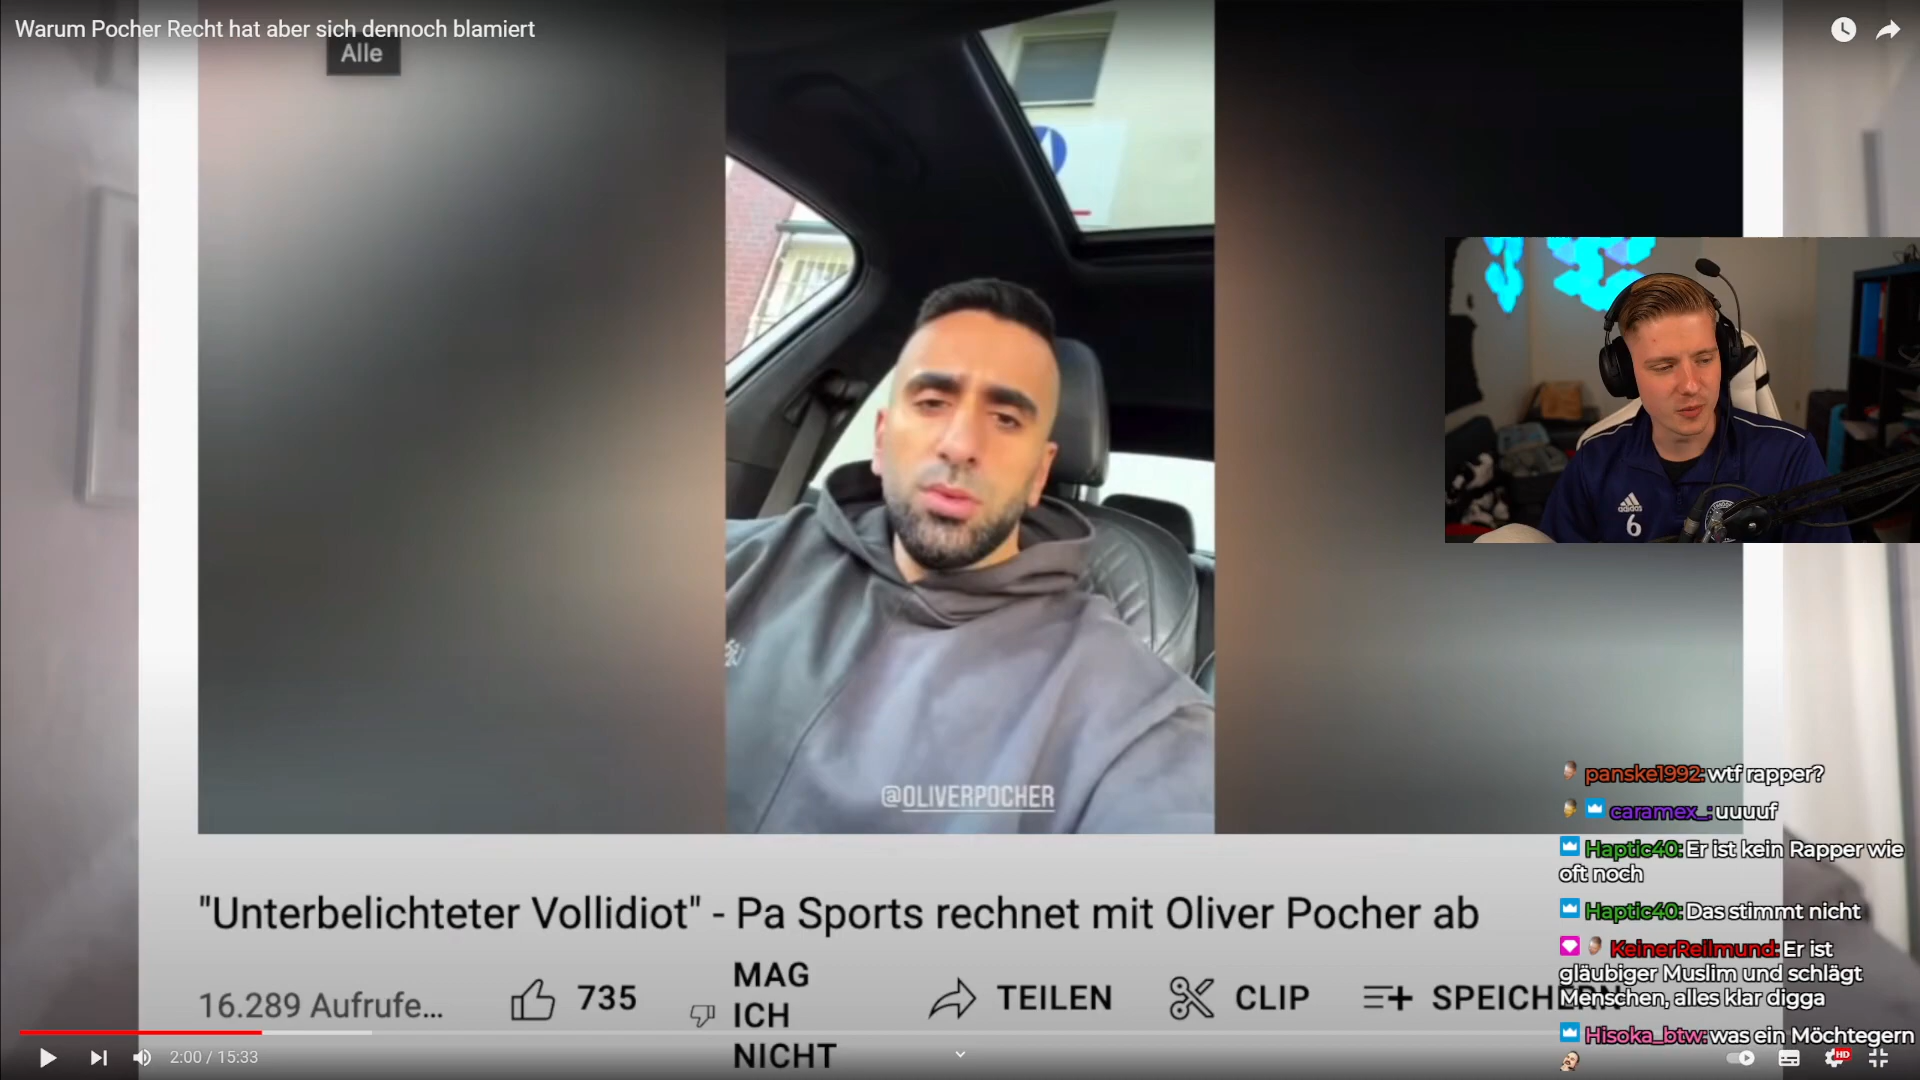 Warum Pocher Recht hat aber sich dennoch blamiert
Alle
adidas
6
@OLIVERPOCHER
panske1992: wtf rapper?
caramex_: uuuuf
Haptic40: Er ist kein Rapper wie
oft noch
Haptic40: Das stimmt nicht
KeinerReilmund: Er ist
gläubiger Muslim und schlägt
Menschen, alles klar digga
Hisoka_btw: was ein Möchtegern
"Unterbelichteter Vollidiot" - Pa Sports rechnet mit Oliver Pocher ab
16.289 Aufrufe...
735
MAG
ICH
NICHT
TEILEN
CLIP
SPEICHERN
2:00 / 15:33
HD